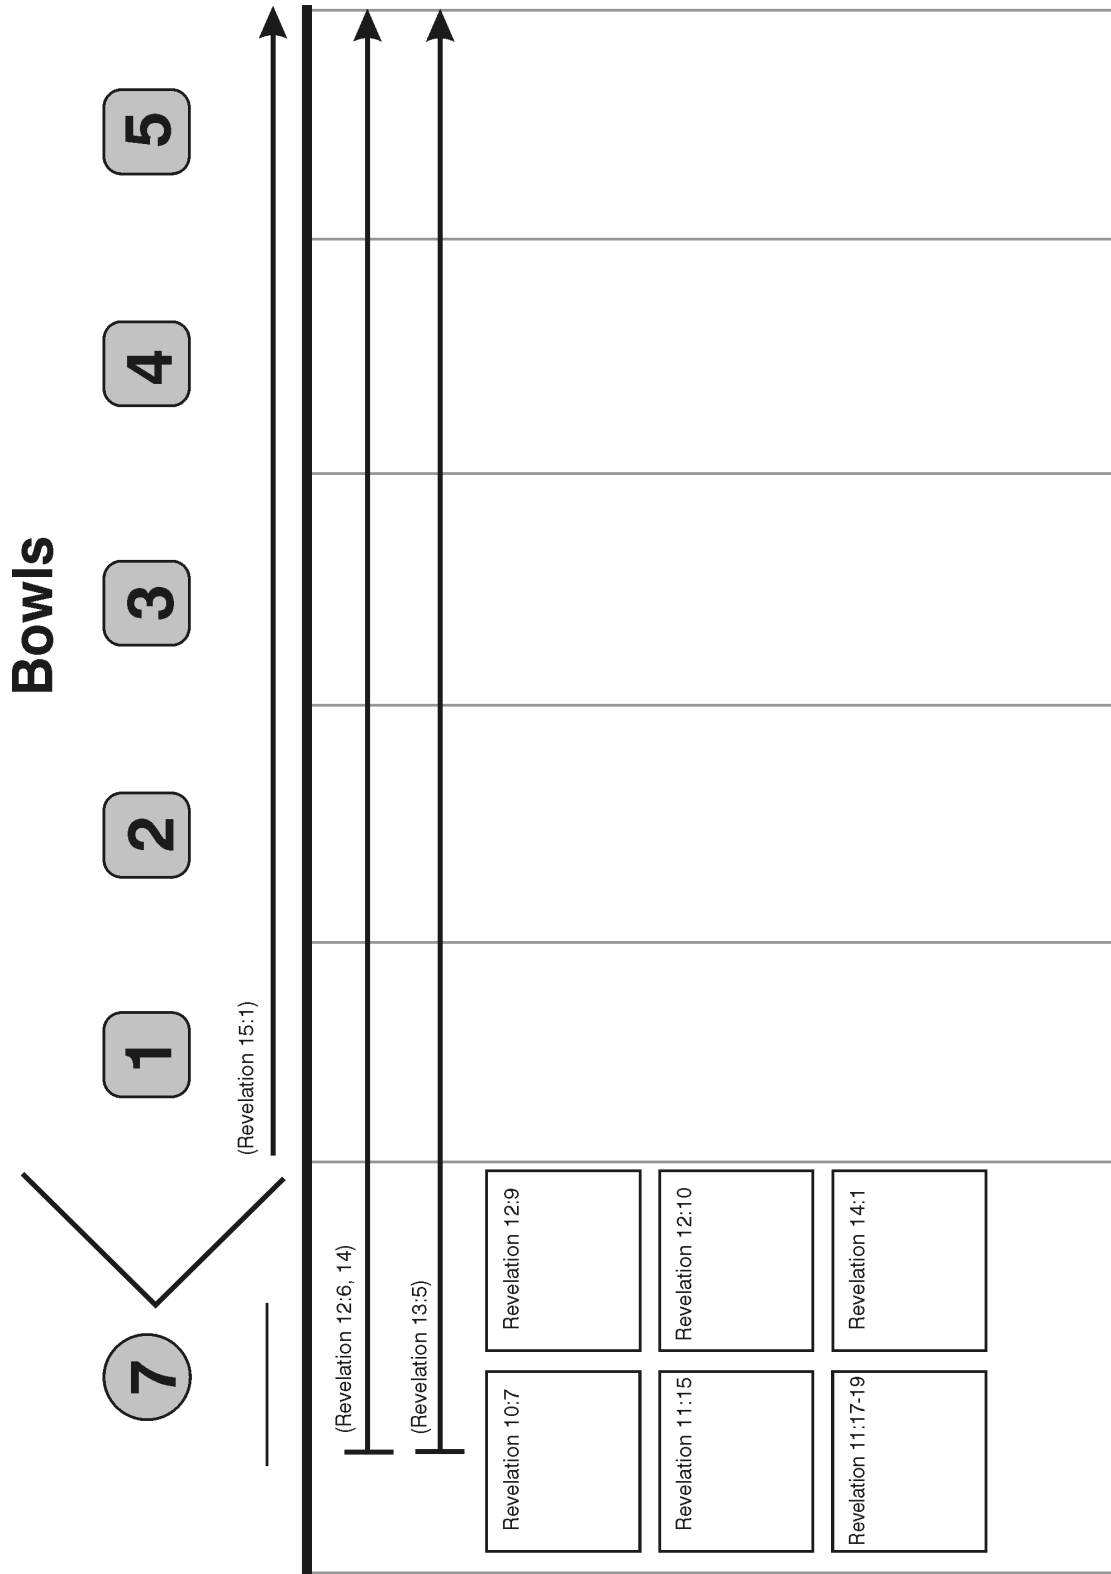 Bowls
7
1
2
3
4
5
(Revelation 15:1)
(Revelation 12:6, 14)
(Revelation 13:5)
Revelation 10:7
Revelation 12:9
Revelation 11:15
Revelation 12:10
Revelation 11:17-19
Revelation 14:1